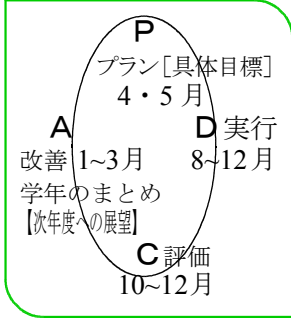 P
プラン［具体目標］
4・5月
A
D 実行
改善 1~3月
8~12月
学年のまとめ
【次年度への展望】
C 評価
10~12月